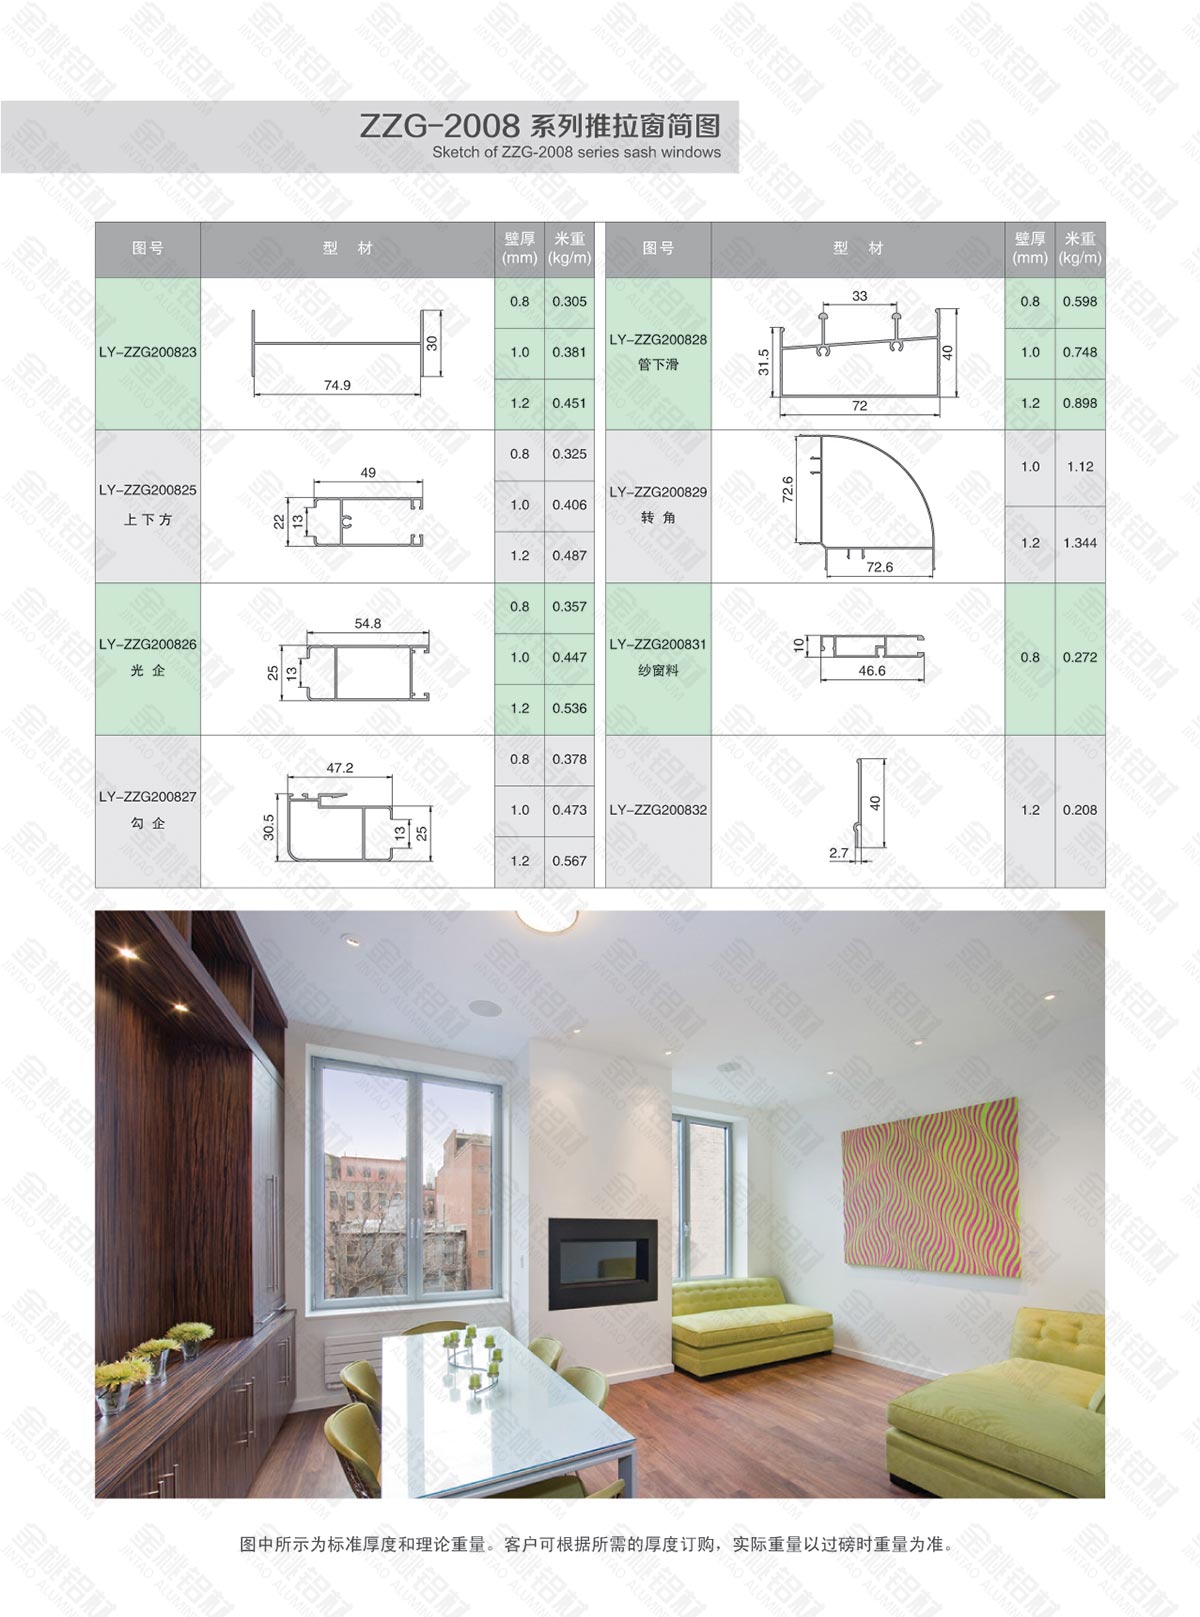 ZZG-2008 系列推拉窗简图
Sketch of ZZG-2008 series sash windows
图号 型 材 壁厚(mm) 米重(kg/m)
LY-ZZG200823
30
74.9
0.8 0.305
1.0 0.381
1.2 0.451
LY-ZZG200825
上下方
49
22
13
0.8 0.325
1.0 0.406
1.2 0.487
LY-ZZG200826
光 企
54.8
25
13
0.8 0.357
1.0 0.447
1.2 0.536
LY-ZZG200827
勾 企
47.2
30.5
13
25
0.8 0.378
1.0 0.473
1.2 0.567
图号 型 材 壁厚(mm) 米重(kg/m)
LY-ZZG200828
管下滑
33
31.5
40
72
0.8 0.598
1.0 0.748
1.2 0.898
LY-ZZG200829
转 角
72.6
72.6
1.0 1.12
1.2 1.344
LY-ZZG200831
纱窗料
10
46.6
0.8 0.272
LY-ZZG200832
40
2.7
1.2 0.208
图中所示为标准厚度和理论重量。客户可根据所需的厚度订购，实际重量以过磅时重量为准。
金桃铝材
JINTAO ALUMINIUM